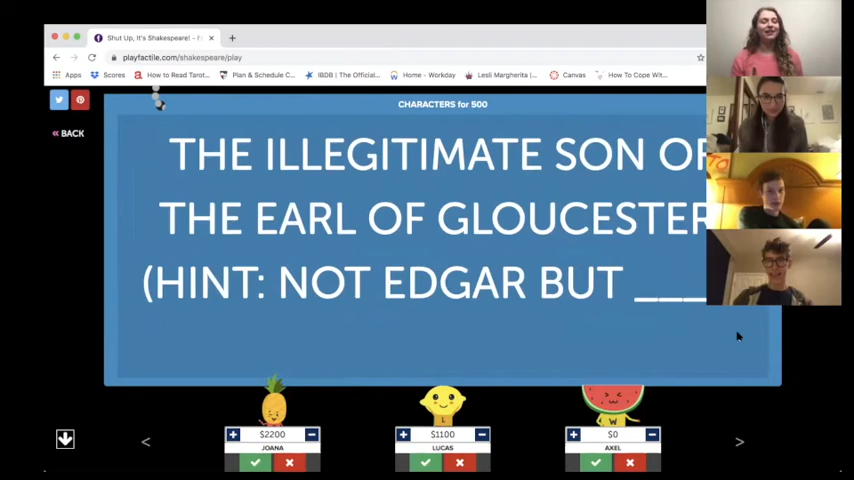 Shut Up, It's Shakespeare! - F
playfactile.com/shakespeare/play
Apps Scores How to Read Tarot... Plan & Schedule C... IBDB | The Official... Home - Workday Lesli Margherita |... Canvas How To Cope Wit...
CHARACTERS for 500
« BACK
THE ILLEGITIMATE SON OF
THE EARL OF GLOUCESTER
(HINT: NOT EDGAR BUT ___
L W
+ $2200 − + $1100 − + $0 −
JOANA LUCAS AXEL